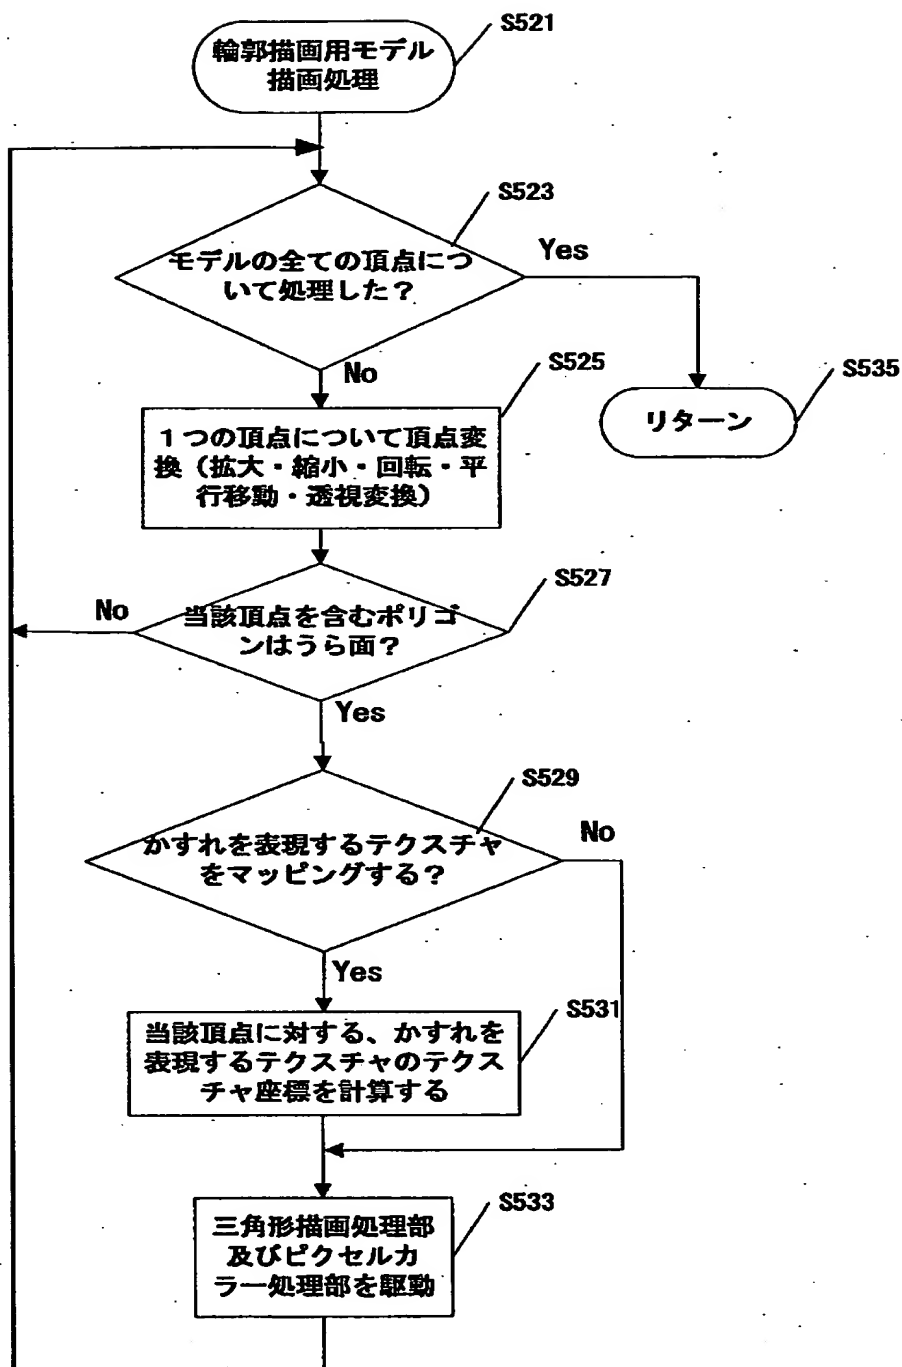 S521
輪郭描画用モデル
描画処理
S523
モデルの全ての頂点につ
いて処理した？
Yes
No
S525
S535
リターン
１つの頂点について頂点変
換（拡大・縮小・回転・平
行移動・透視変換）
S527
No
当該頂点を含むポリゴ
ンはうら面？
Yes
S529
かすれを表現するテクスチャ
をマッピングする？
No
Yes
S531
当該頂点に対する、かすれを
表現するテクスチャのテクス
チャ座標を計算する
S533
三角形描画処理部
及びピクセルカ
ラー処理部を駆動